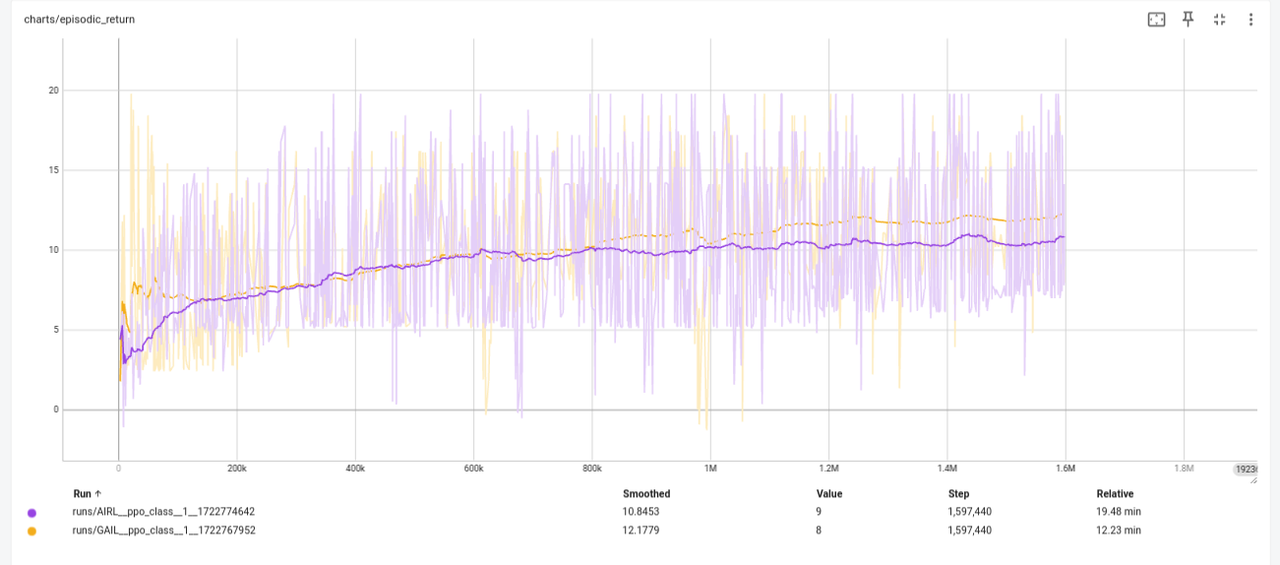 charts/episodic_return
20
15
10
5
0
0 200k 400k 600k 800k 1M 1.2M 1.4M 1.6M 1.8M 1923
Run ↑ Smoothed Value Step Relative
runs/AIRL__ppo_class__1__1722774642 10.8453 9 1,597,440 19.48 min
runs/GAIL__ppo_class__1__1722767952 12.1779 8 1,597,440 12.23 min